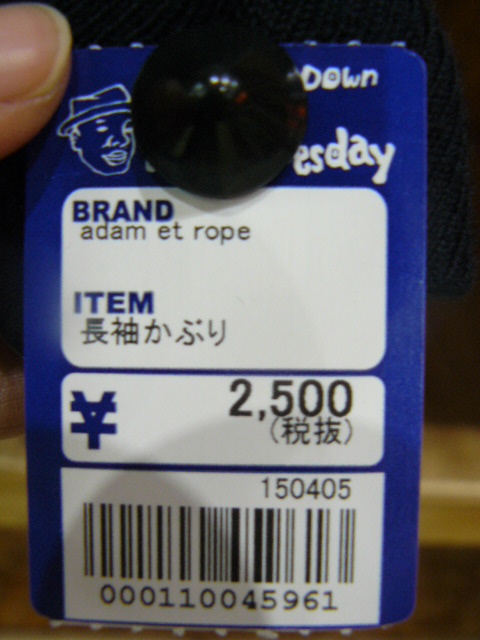 DOWN
esday
BRAND
adam et rope
ITEM
長袖かぶり
¥ 2,500
(税抜)
150405
000110045961